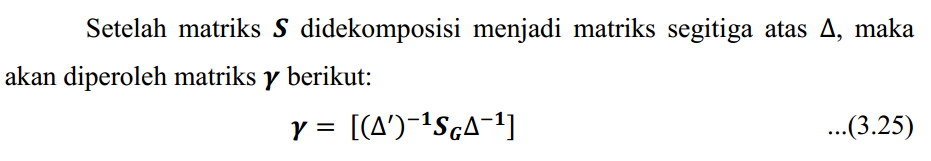 Setelah matriks S didekomposisi menjadi matriks segitiga atas Δ, maka
akan diperoleh matriks γ berikut:
γ = [(Δ′)⁻¹S_GΔ⁻¹] ...(3.25)